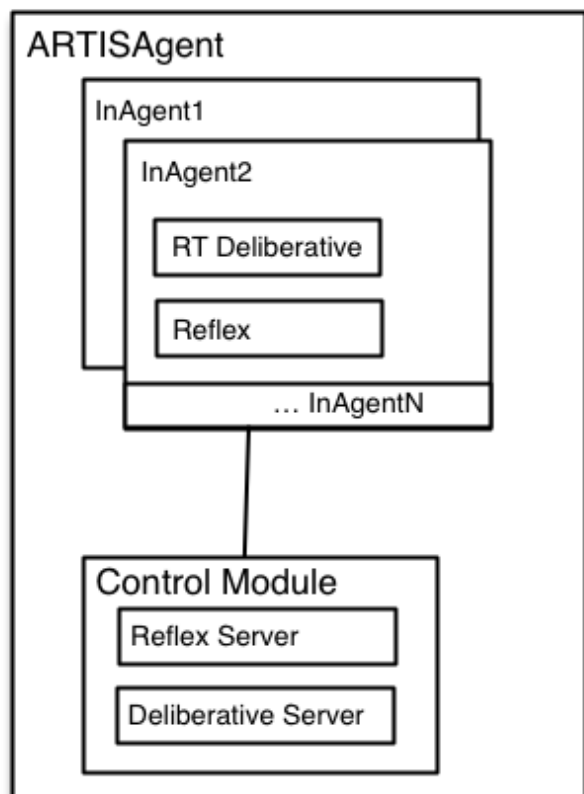 ARTISAgent
InAgent1
InAgent2
RT Deliberative
Reflex
... InAgentN
Control Module
Reflex Server
Deliberative Server